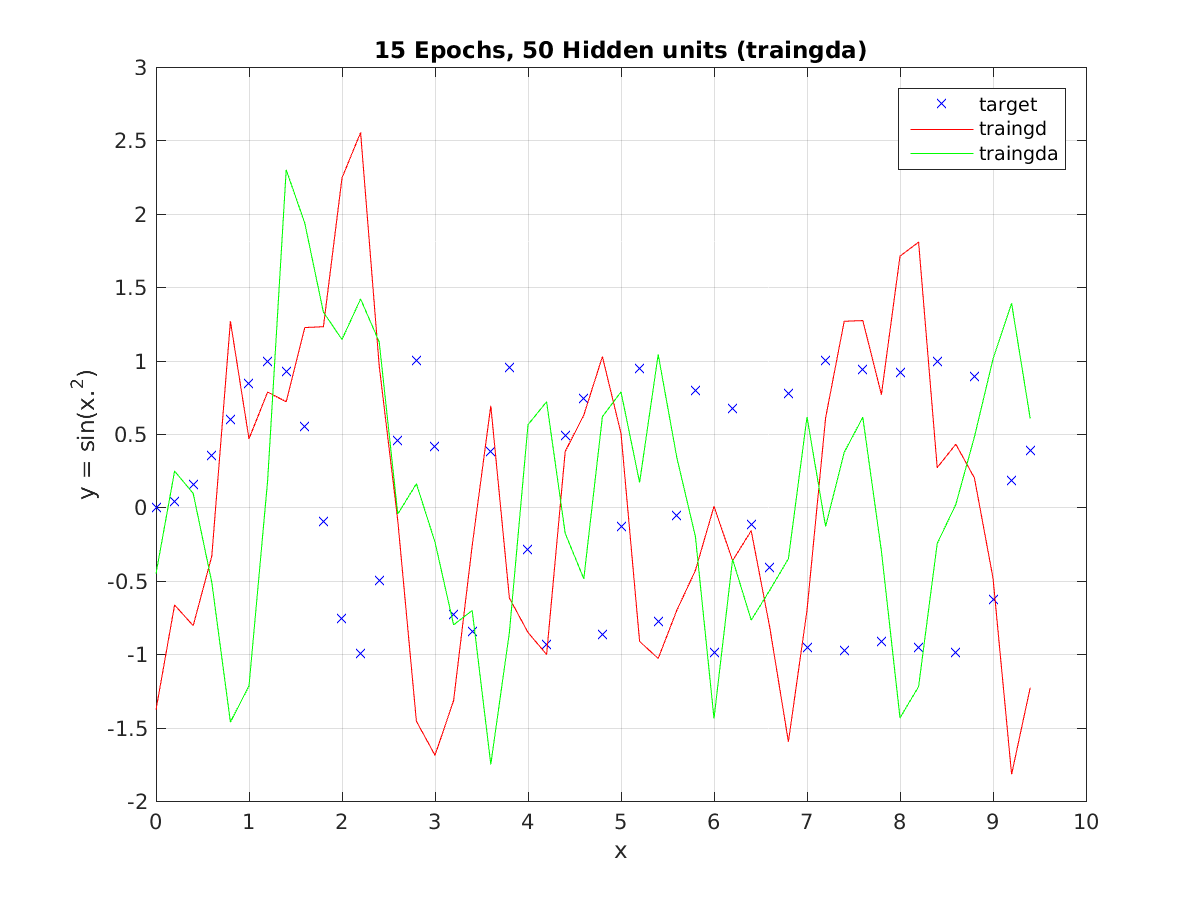 15 Epochs, 50 Hidden units (traingda)
3
2.5
2
1.5
1
0.5
0
-0.5
-1
-1.5
-2
y = sin(x.²)
target
traingd
traingda
0 1 2 3 4 5 6 7 8 9 10
x